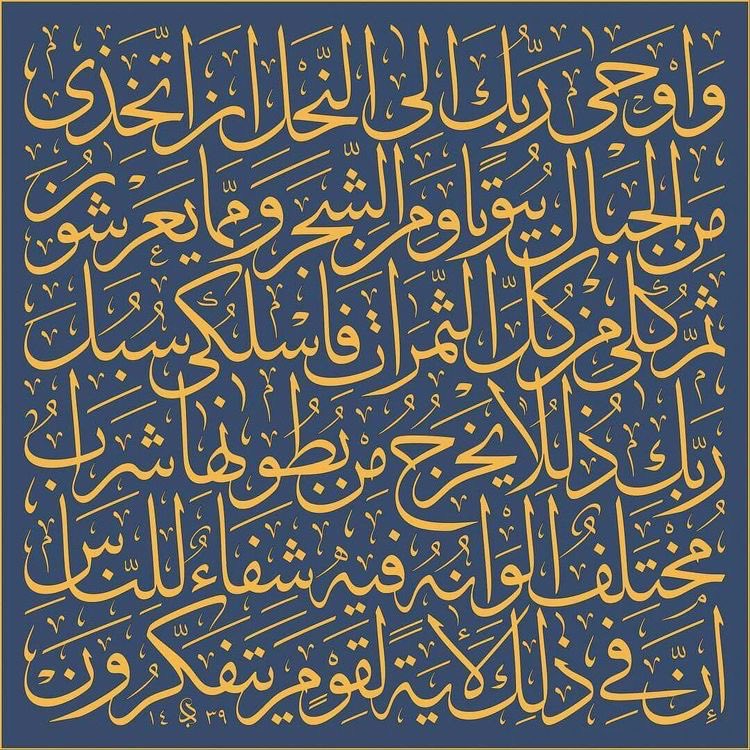 وَاَوْحٰى رَبُّكَ اِلَى النَّحْلِ اَنِ اتَّخِذٖى
مِنَ الْجِبَالِ بُيُوتًا وَمِنَ الشَّجَرِ وَمِمَّا يَعْرِشُونَ
ثُمَّ كُلٖى مِنْ كُلِّ الثَّمَرَاتِ فَاسْلُكٖى سُبُلَ
رَبِّكِ ذُلُلًا يَخْرُجُ مِنْ بُطُونِهَا شَرَابٌ
مُخْتَلِفٌ اَلْوَانُهُ فٖيهِ شِفَاءٌ لِلنَّاسِ
اِنَّ فٖى ذٰلِكَ لَاٰيَةً لِقَوْمٍ يَتَفَكَّرُونَ
١٤٣٩